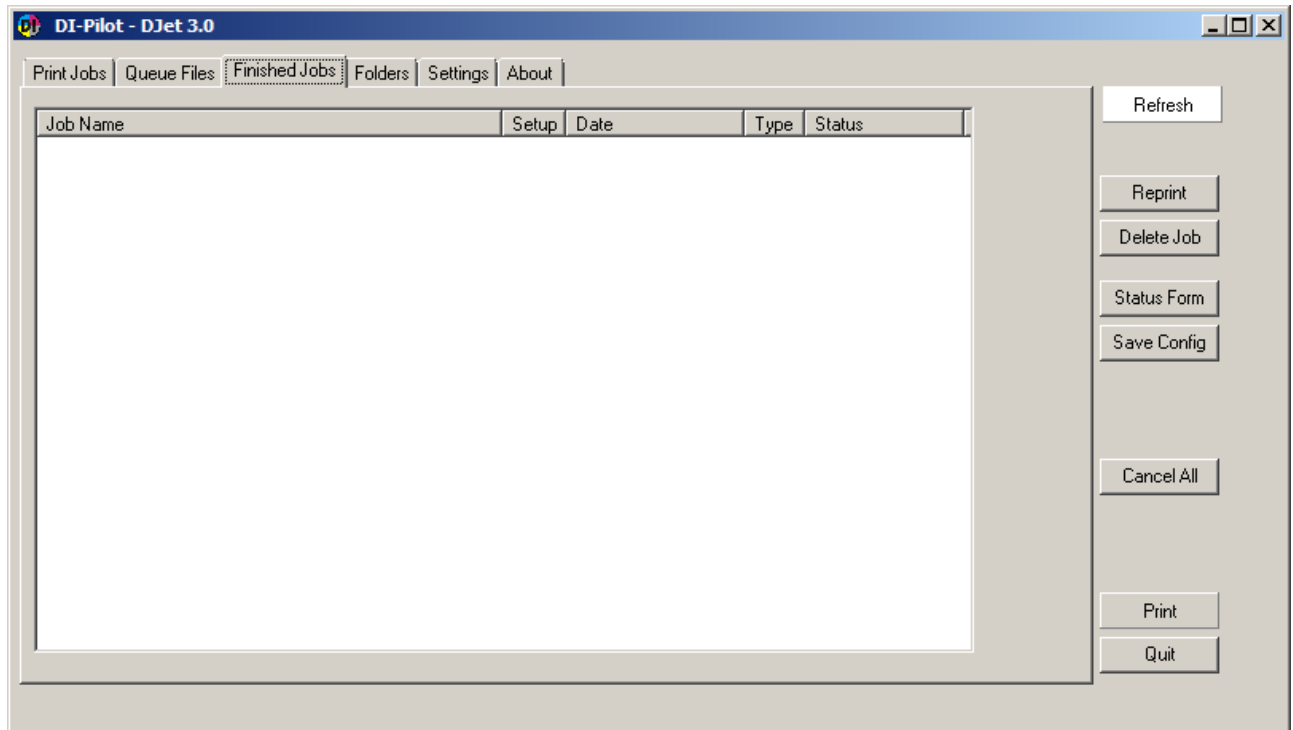 DI-Pilot - DJet 3.0
Print Jobs Queue Files Finished Jobs Folders Settings About
Refresh
Job Name Setup Date Type Status
Reprint
Delete Job
Status Form
Save Config
Cancel All
Print
Quit